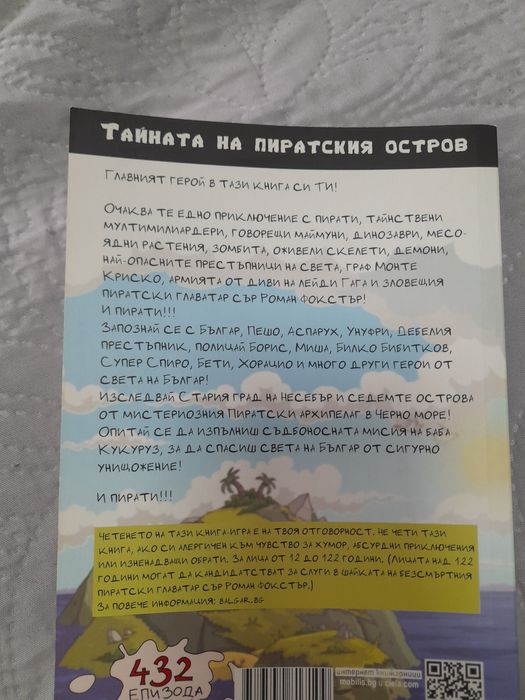 Тайната на пиратския остров
Главният герой в тази книга си ти!
Очаква те едно приключение с пирати, тайнствени
мултимилиардери, говорещи маймуни, динозаври, месо-
ядни растения, зомбита, оживели скелети, демони,
най-опасните престъпници на света, граф Монте
Криско, армията от диви на лейди Гага и зловещия
пиратски главатар сър Роман Фокстър!
И пирати!!!
Запознай се с Българ, Пешо, Аспарух, Унуфри, Дебелия
престъпник, полицай Борис, Миша, Билко Бибитков,
Супер Спиро, Бети, Хорацио и много други герои от
света на Българ!
Изследвай Стария град на Несебър и седемте острова
от мистериозния Пиратски архипелаг в Черно море!
Опитай се да изпълниш съдбоносната мисия на баба
Кукуруз, за да спасиш света на Българ от сигурно
унищожение!
И пирати!!!
Четенето на тази книга-игра е на твоя отговорност. Не чети тази
книга, ако си алергичен към чувство за хумор, абсурдни приключения
или изненадващи обрати. За лица от 12 до 122 години. (Лицата над 122
години могат да кандидатстват за слуги в шайката на безсмъртния
пиратски главатар сър Роман Фокстър.)
За повече информация: balgar.bg
432
епизода
интернет книжарници
mobilis.bg и ciela.com